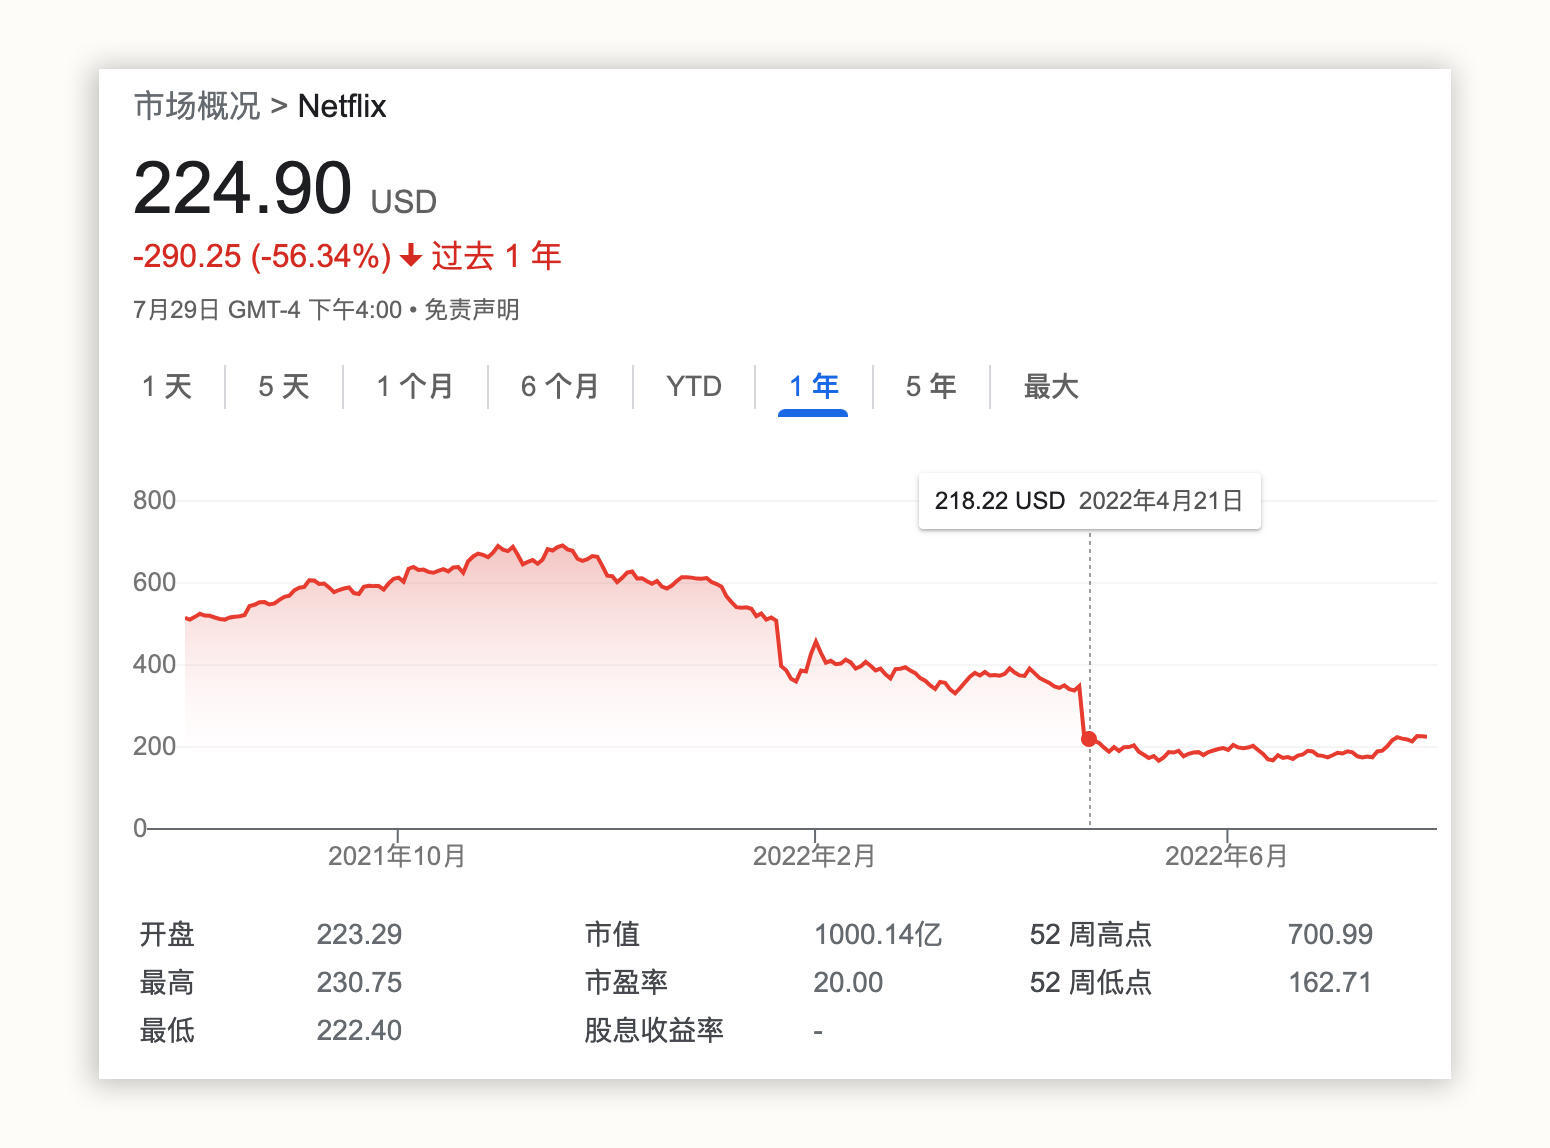 市场概况 > Netflix
224.90 USD
-290.25 (-56.34%) ↓ 过去 1 年
7月29日 GMT-4 下午4:00 • 免责声明
1 天 5 天 1 个月 6 个月 YTD 1 年 5 年 最大
218.22 USD 2022年4月21日
800
600
400
200
0
2021年10月 2022年2月 2022年6月
开盘 223.29 市值 1000.14亿 52 周高点 700.99
最高 230.75 市盈率 20.00 52 周低点 162.71
最低 222.40 股息收益率 -